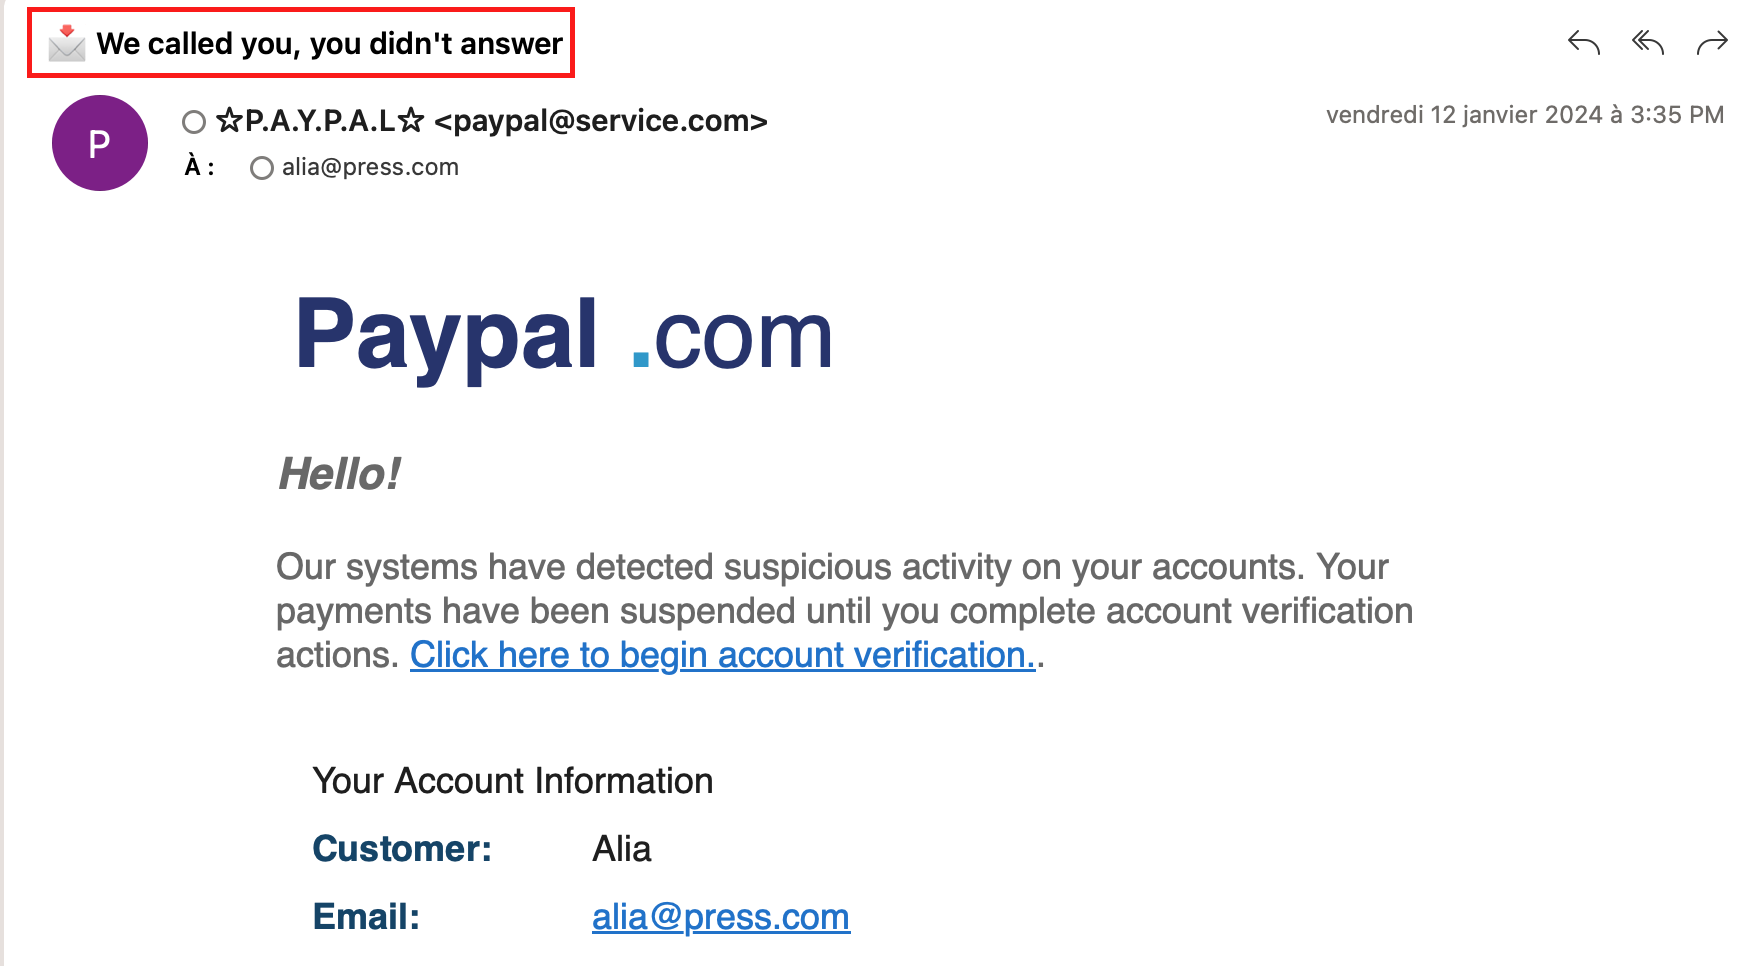 We called you, you didn't answer
☆P.A.Y.P.A.L☆ <paypal@service.com>
vendredi 12 janvier 2024 à 3:35 PM
P
À : alia@press.com
Paypal .com
Hello!
Our systems have detected suspicious activity on your accounts. Your
payments have been suspended until you complete account verification
actions. Click here to begin account verification..
Your Account Information
Customer: Alia
Email: alia@press.com